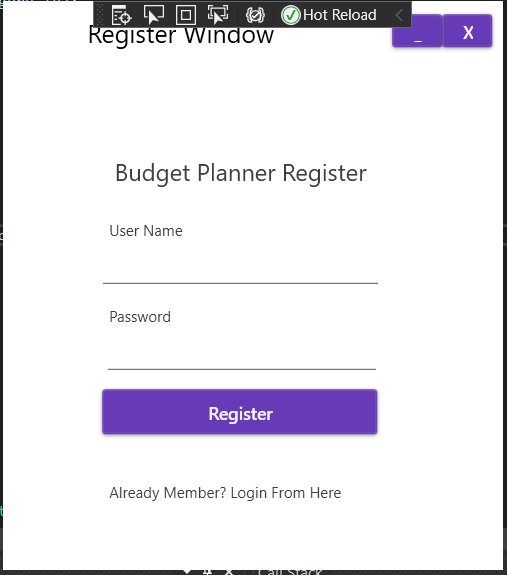 Hot Reload
Register Window
_ X
Budget Planner Register
User Name
Password
Register
Already Member? Login From Here
Call Stack